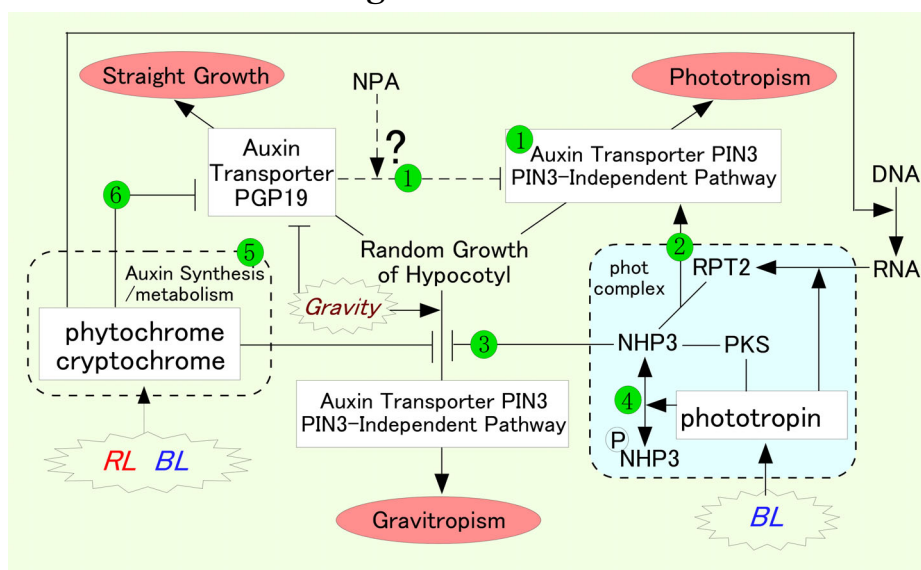 Straight Growth
NPA
Phototropism
?
1
1
Auxin
Transporter
PGP19
Auxin Transporter PIN3
PIN3-Independent Pathway
DNA
6
2
5
Random Growth
of Hypocotyl
phot
complex
RPT2
RNA
Auxin Synthesis
/metabolism
Gravity
phytochrome
cryptochrome
3
NHP3
PKS
Auxin Transporter PIN3
PIN3-Independent Pathway
4
phototropin
P
NHP3
RL BL
BL
Gravitropism